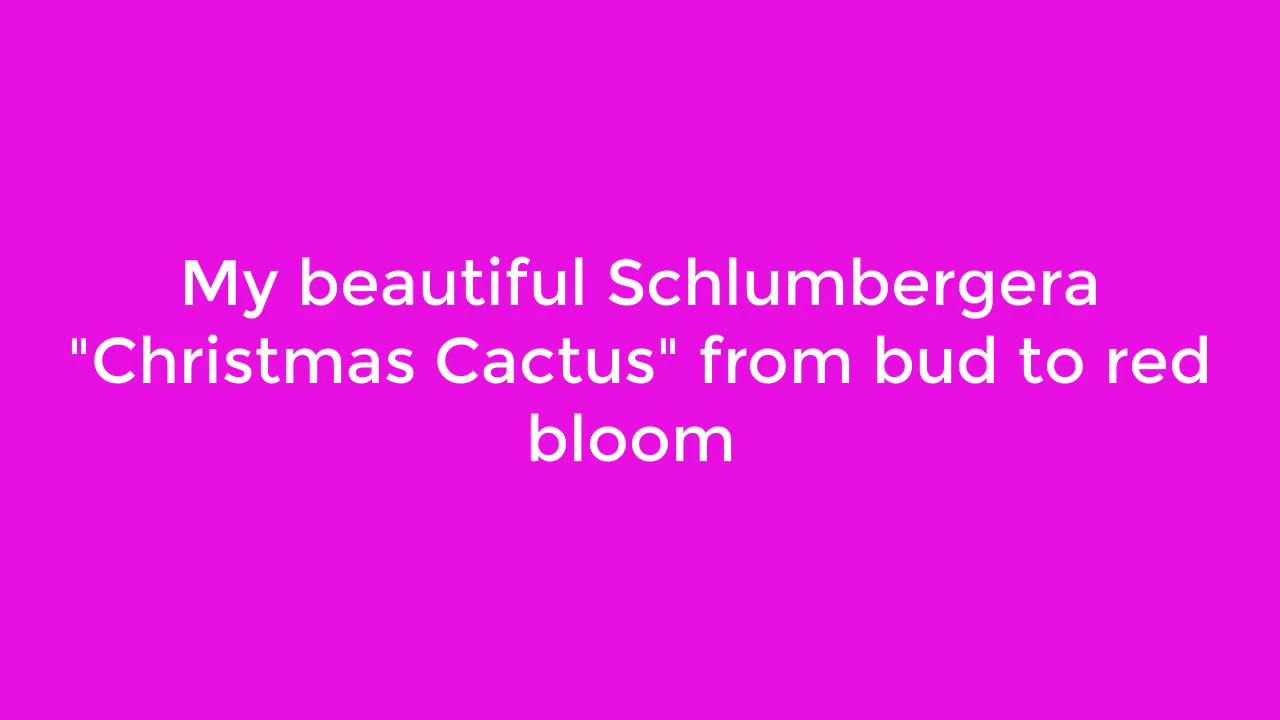 My beautiful Schlumbergera
"Christmas Cactus" from bud to red
bloom